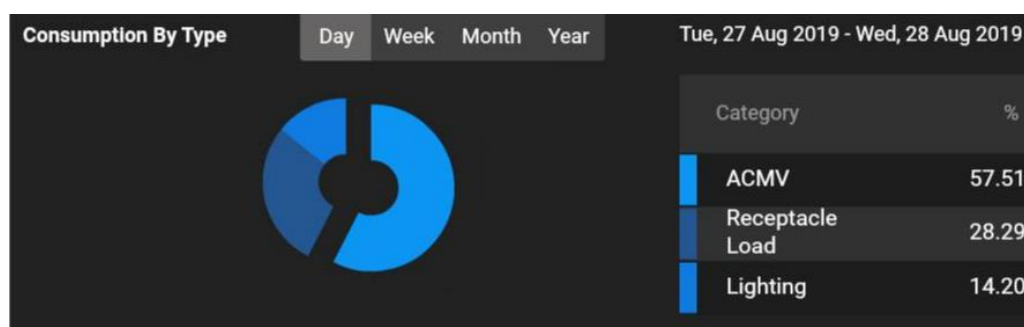 Consumption By Type
Day Week Month Year
Tue, 27 Aug 2019 - Wed, 28 Aug 2019
Category %
ACMV 57.51
Receptacle
Load 28.29
Lighting 14.20